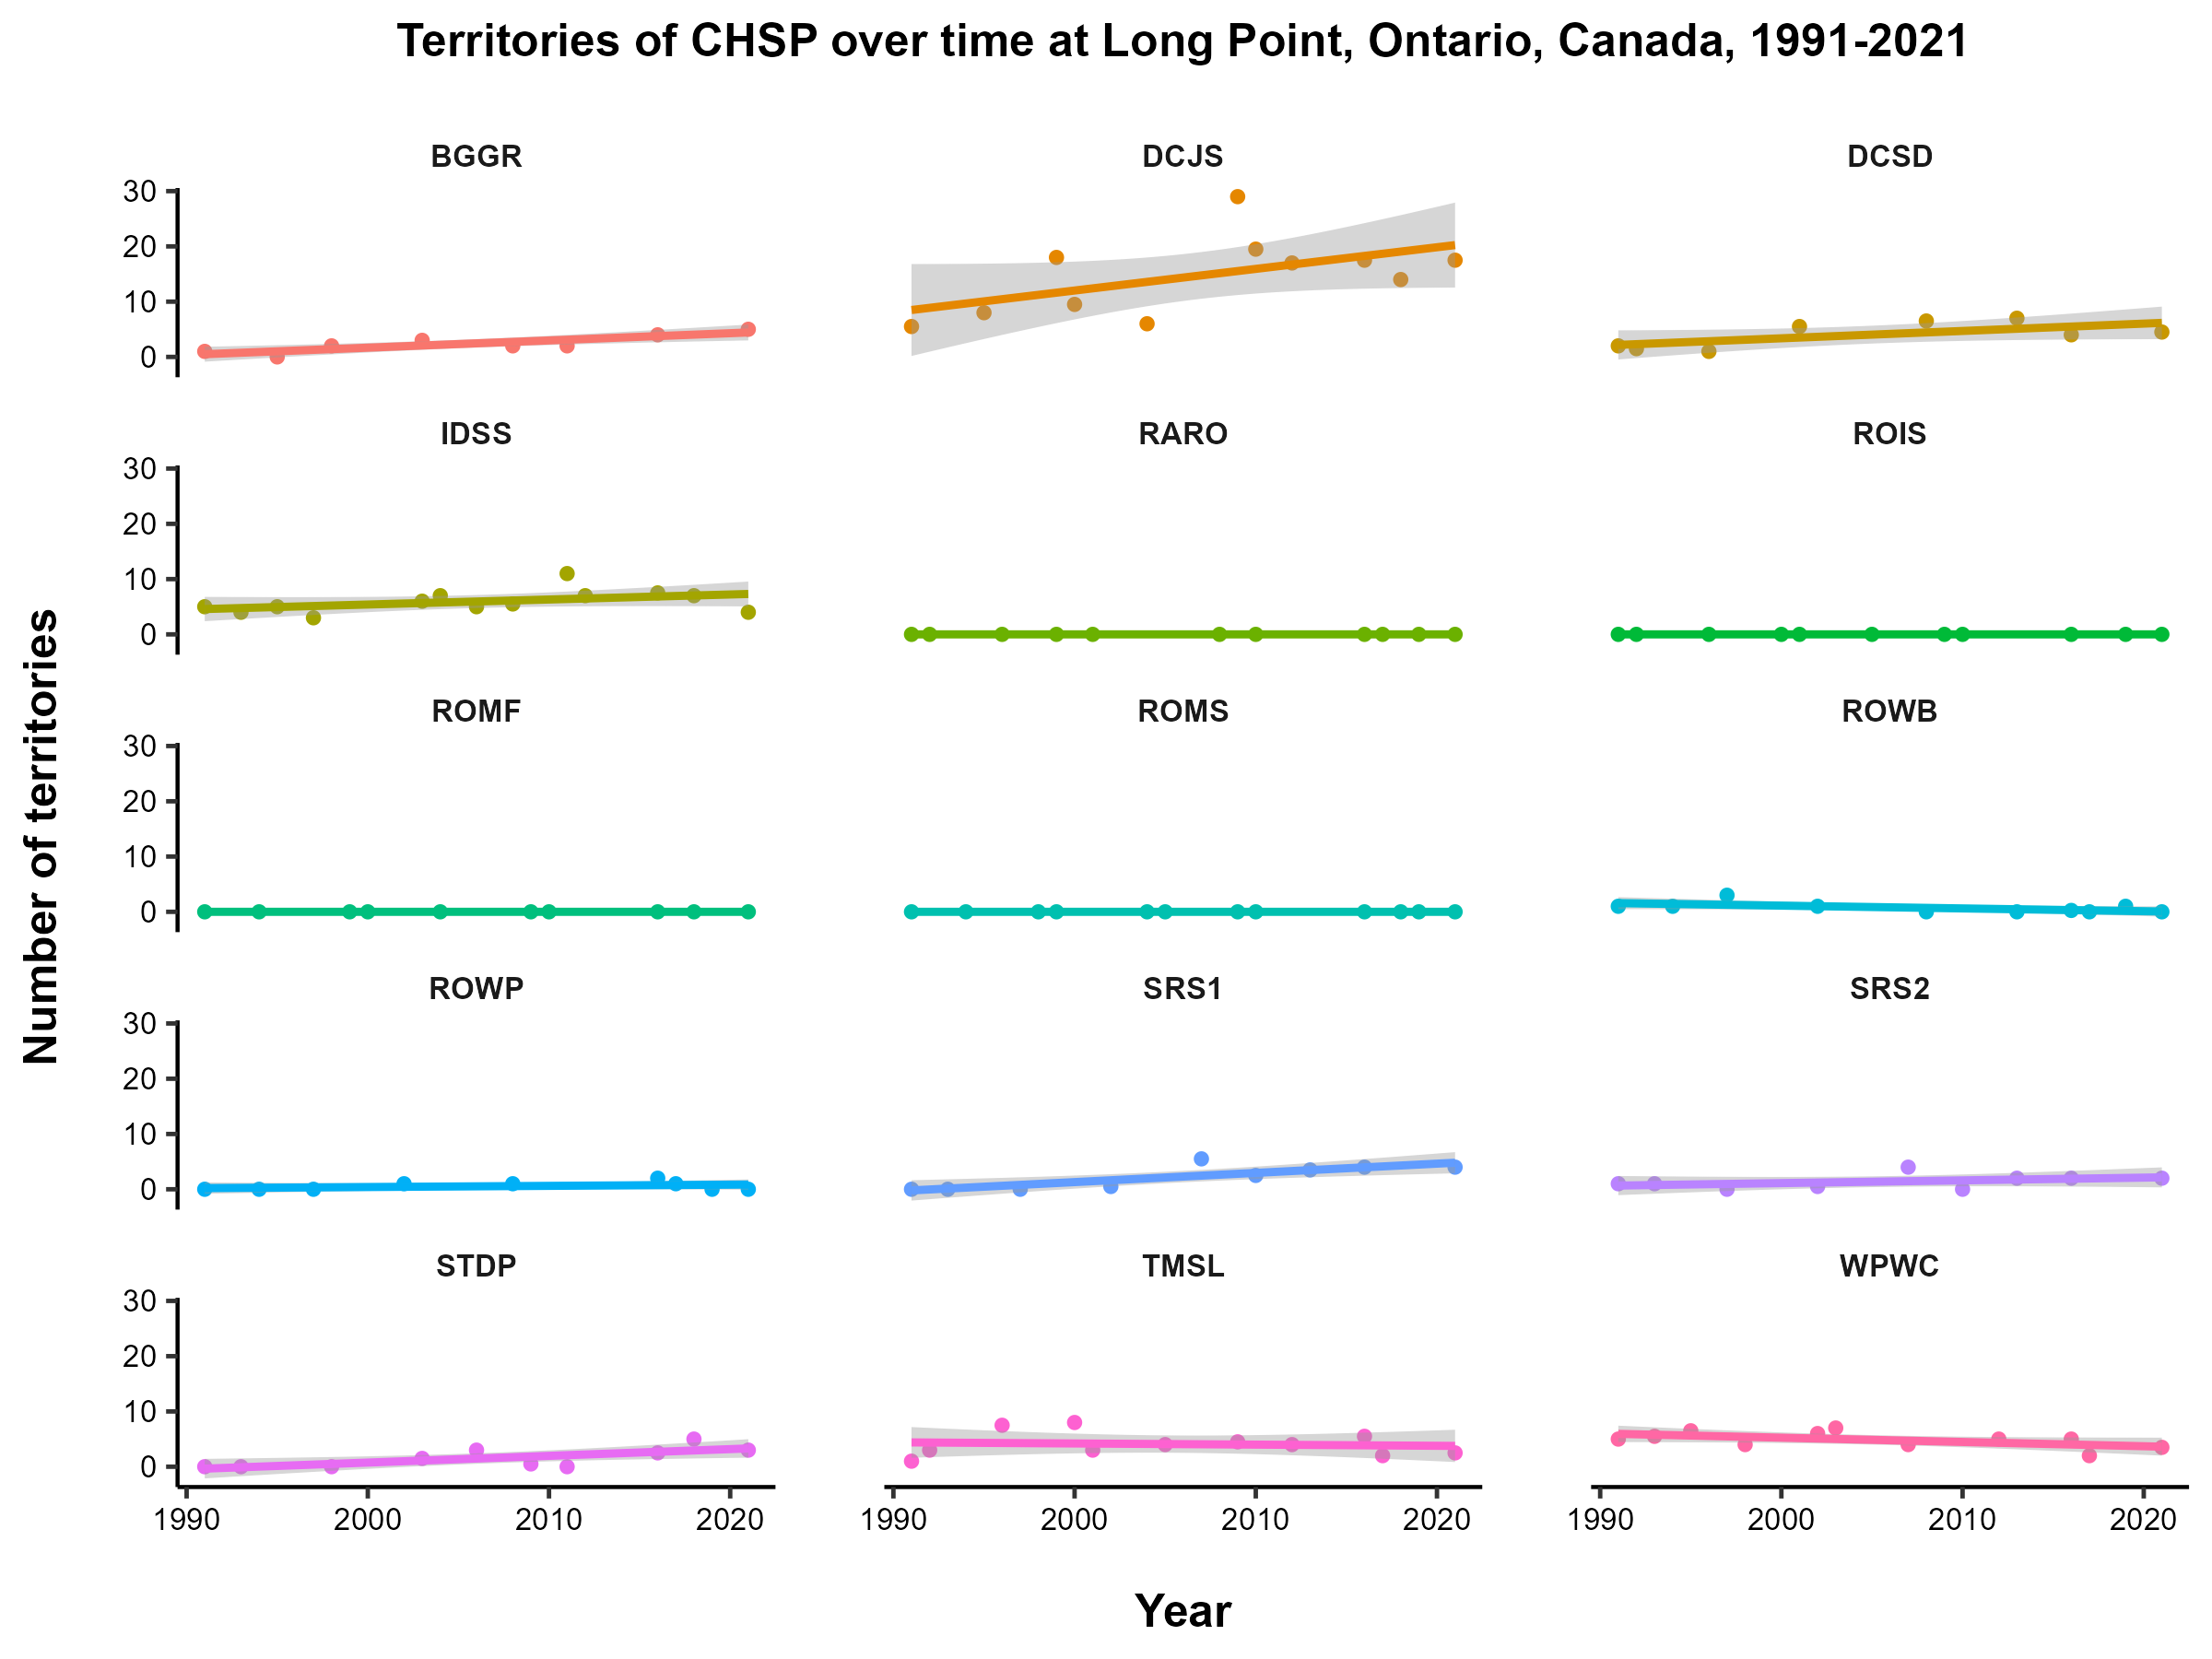 Territories of CHSP over time at Long Point, Ontario, Canada, 1991-2021
BGGR
DCJS
DCSD
30
20
10
0
IDSS
RARO
ROIS
30
20
10
0
ROMF
ROMS
ROWB
30
20
10
0
ROWP
SRS1
SRS2
30
20
10
0
STDP
TMSL
WPWC
30
20
10
0
1990 2000 2010 2020 1990 2000 2010 2020 1990 2000 2010 2020
Number of territories
Year